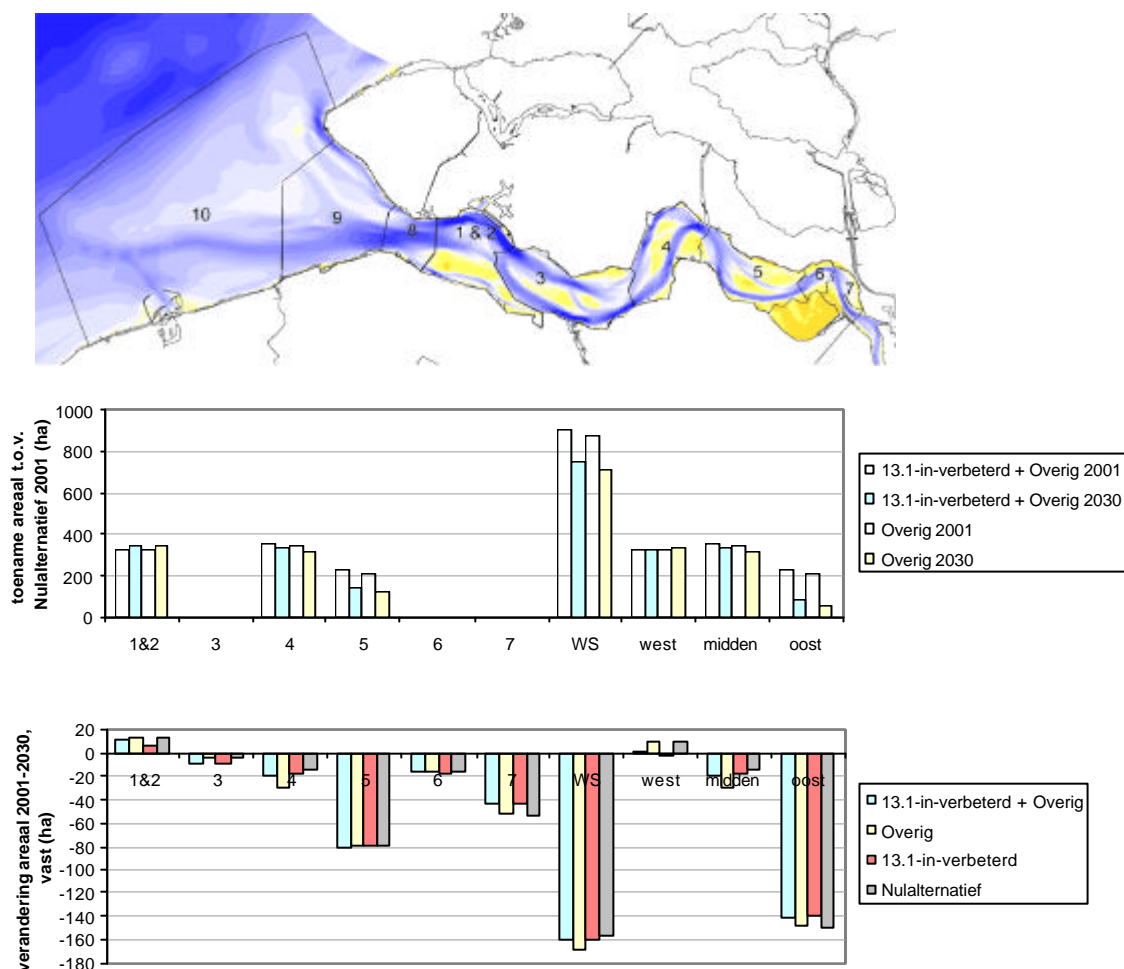 10
9
8
1 & 2
3
4
5
6
7
toename areaal t.o.v.
Nulalternatief 2001 (ha)
1000
800
600
400
200
0
1&2 3 4 5 6 7 WS west midden oost
13.1-in-verbeterd + Overig 2001
13.1-in-verbeterd + Overig 2030
Overig 2001
Overig 2030
verandering areaal 2001-2030,
vast (ha)
20
0
-20
-40
-60
-80
-100
-120
-140
-160
-180
1&2 3 4 5 6 7 WS west midden oost
13.1-in-verbeterd + Overig
Overig
13.1-in-verbeterd
Nulalternatief